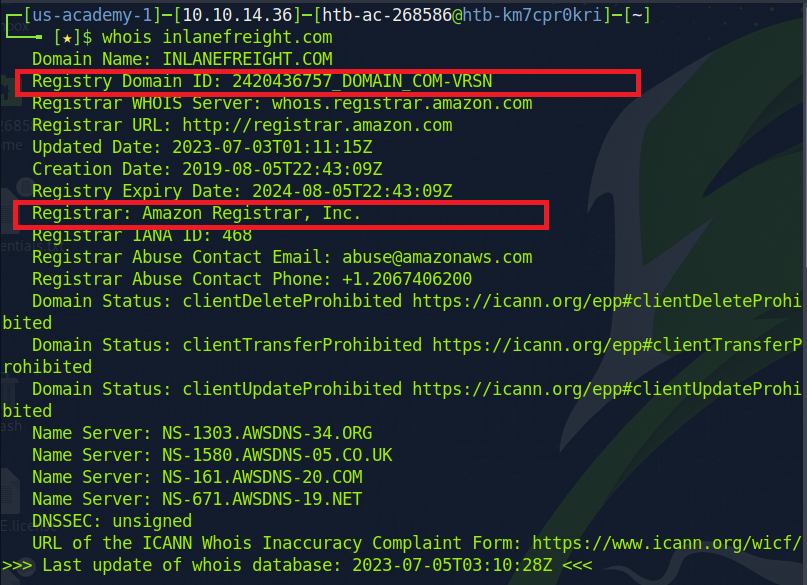 [us-academy-1]─[10.10.14.36]─[htb-ac-268586@htb-km7cpr0kri]─[~]
[★]$ whois inlanefreight.com
Domain Name: INLANEFREIGHT.COM
Registry Domain ID: 2420436757_DOMAIN_COM-VRSN
Registrar WHOIS Server: whois.registrar.amazon.com
Registrar URL: http://registrar.amazon.com
Updated Date: 2023-07-03T01:11:15Z
Creation Date: 2019-08-05T22:43:09Z
Registry Expiry Date: 2024-08-05T22:43:09Z
Registrar: Amazon Registrar, Inc.
Registrar IANA ID: 468
Registrar Abuse Contact Email: abuse@amazonaws.com
Registrar Abuse Contact Phone: +1.2067406200
Domain Status: clientDeleteProhibited https://icann.org/epp#clientDeleteProhi
bited
Domain Status: clientTransferProhibited https://icann.org/epp#clientTransferP
rohibited
Domain Status: clientUpdateProhibited https://icann.org/epp#clientUpdateProhi
bited
Name Server: NS-1303.AWSDNS-34.ORG
Name Server: NS-1580.AWSDNS-05.CO.UK
Name Server: NS-161.AWSDNS-20.COM
Name Server: NS-671.AWSDNS-19.NET
DNSSEC: unsigned
URL of the ICANN Whois Inaccuracy Complaint Form: https://www.icann.org/wicf/
>>> Last update of whois database: 2023-07-05T03:10:28Z <<<